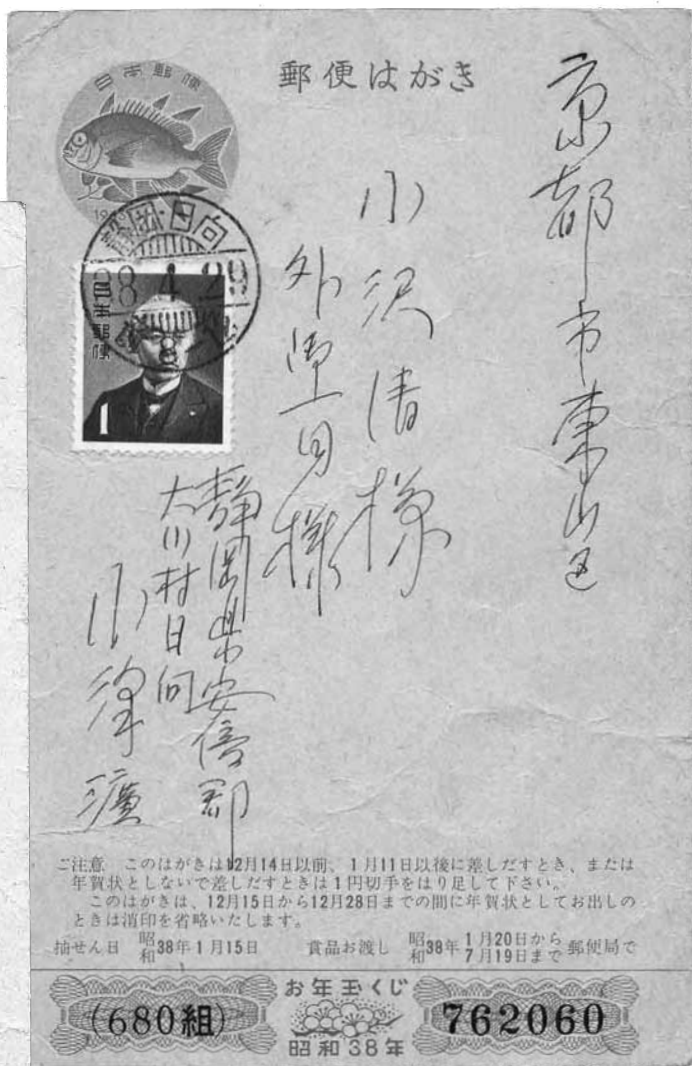 郵便はがき
日本郵便
静岡・日向
38.4.29
日本郵便
1
京都市東山区
小沢清様
外一同様
静岡県安倍郡
大川村日向
小澤
ご注意 このはがきは12月14日以前、1月11日以後に差しだすとき、または
年賀状としないで差しだすときは1円切手をはり足して下さい。
このはがきは、12月15日から12月28日までの間に年賀状としてお出しの
ときは消印を省略いたします。
抽せん日 昭和38年1月15日 賞品お渡し 昭和38年1月20日から7月19日まで郵便局で
お年玉くじ
(680組) 762060
昭和38年